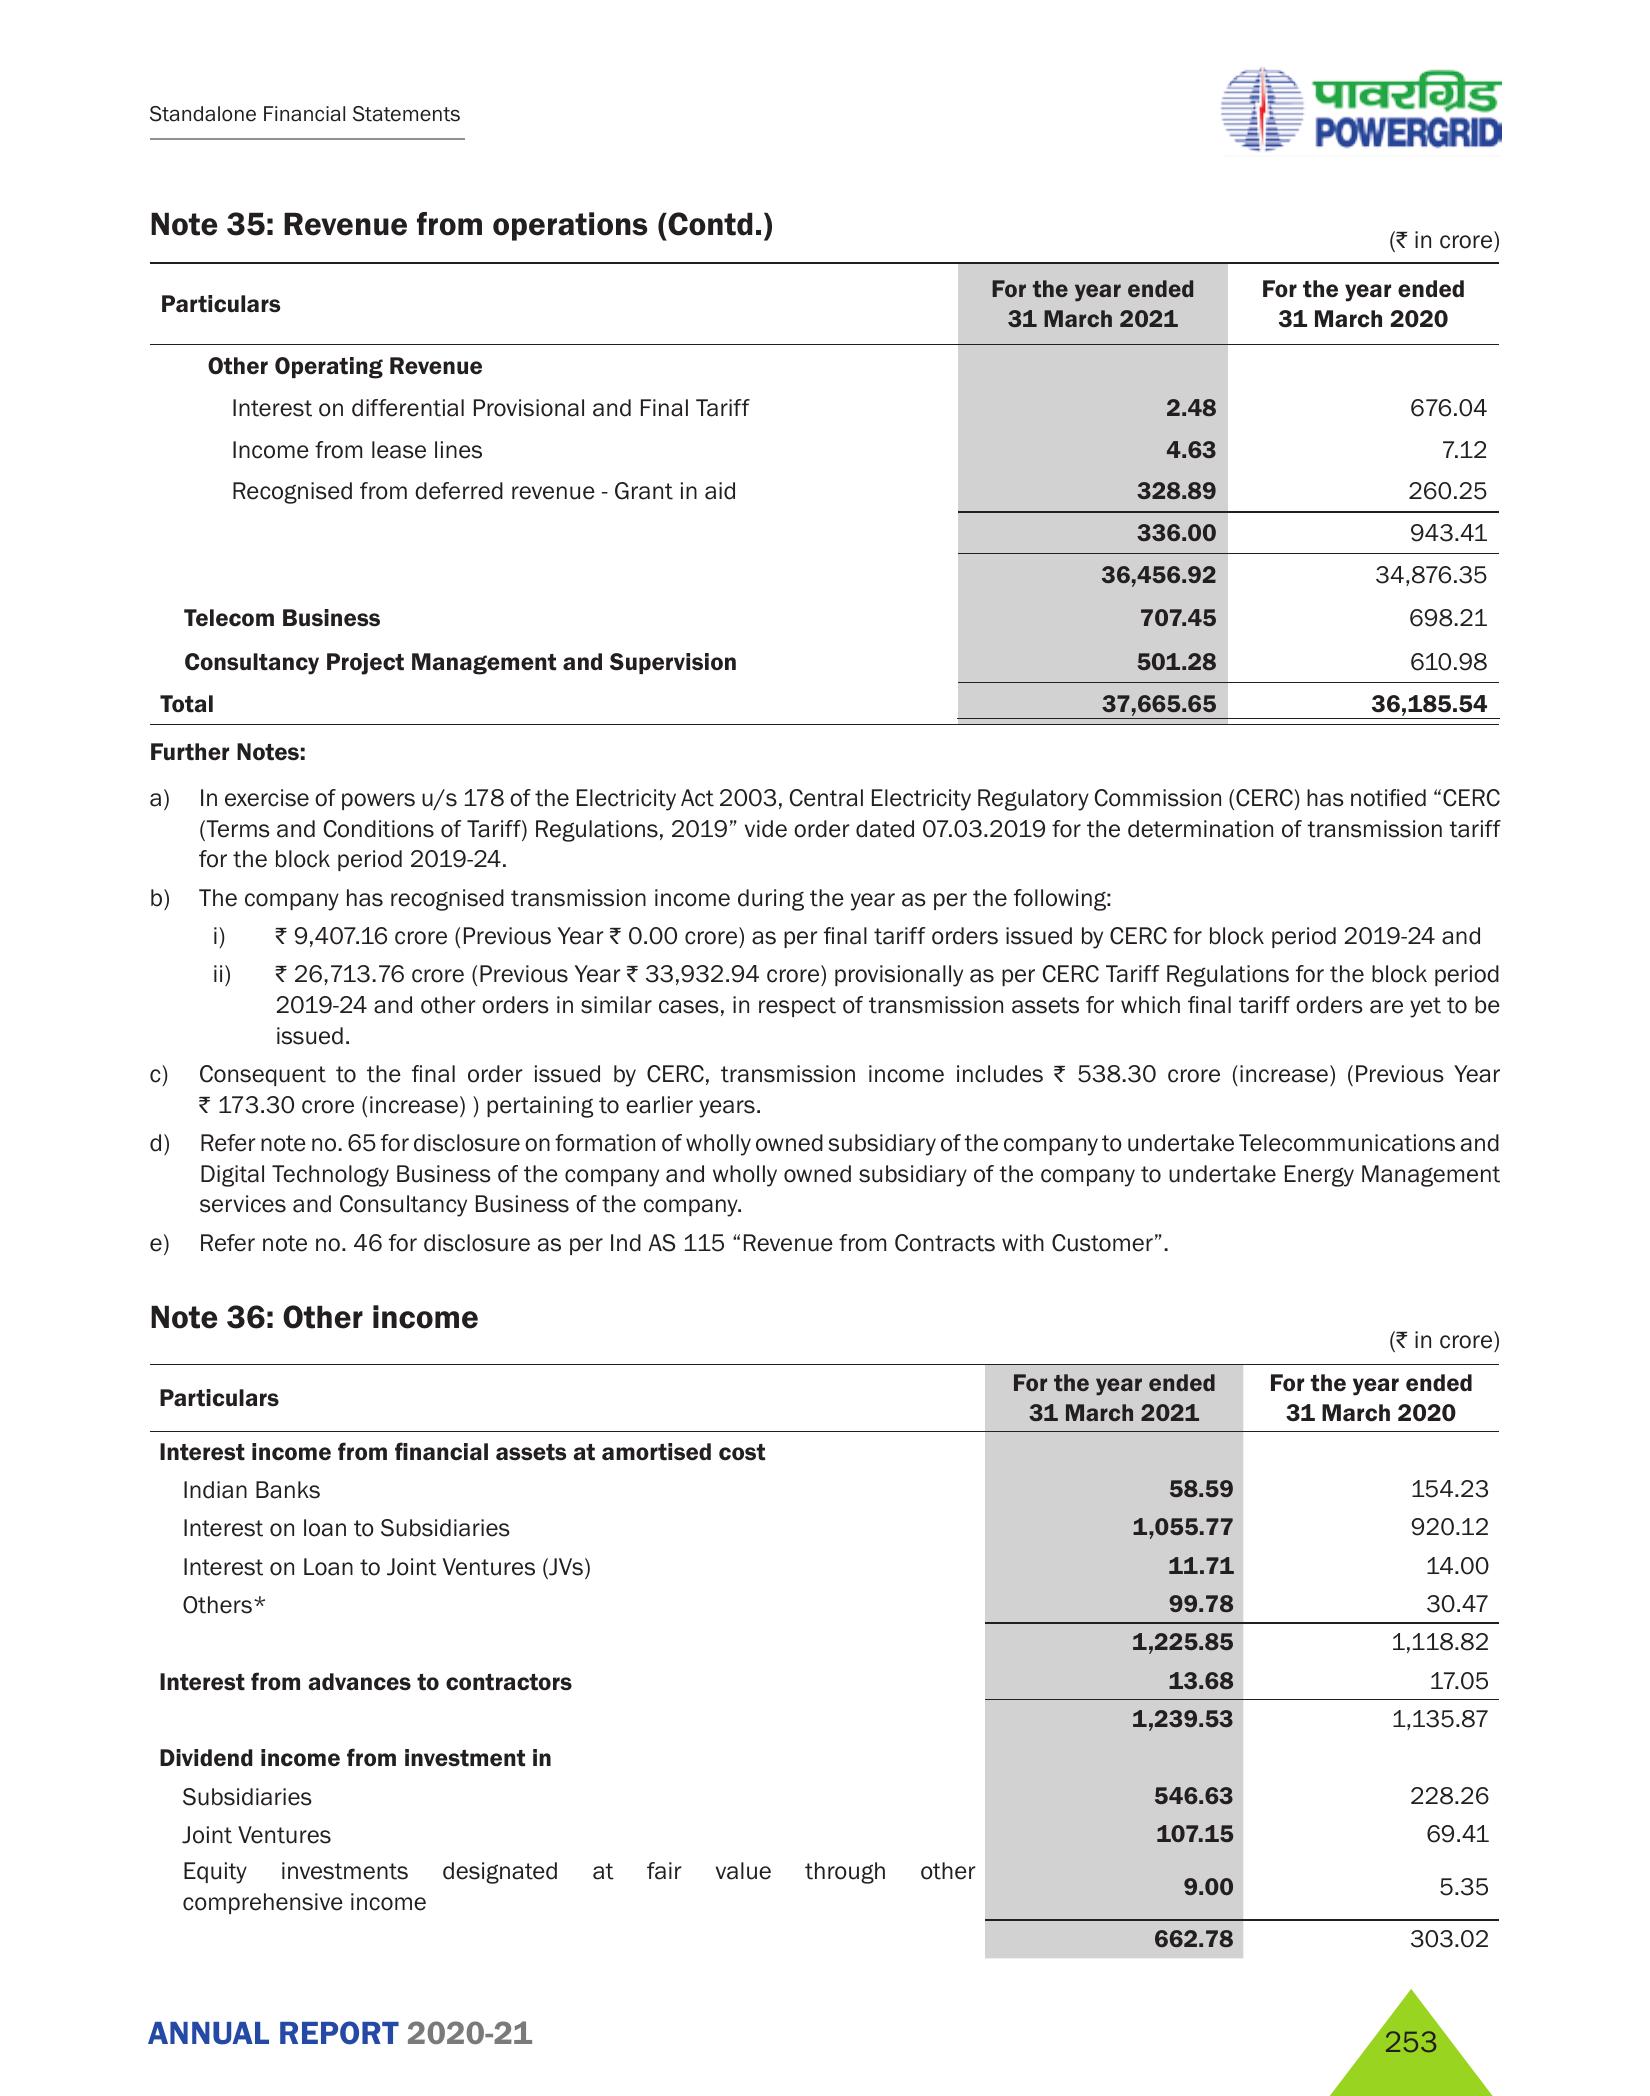 Standalone Financial Statements
पावरग्रिड
POWERGRID
Note 35: Revenue from operations (Contd.)
(₹ in crore)
Particulars For the year ended 31 March 2021 For the year ended 31 March 2020
Other Operating Revenue
Interest on differential Provisional and Final Tariff 2.48 676.04
Income from lease lines 4.63 7.12
Recognised from deferred revenue - Grant in aid 328.89 260.25
336.00 943.41
36,456.92 34,876.35
Telecom Business 707.45 698.21
Consultancy Project Management and Supervision 501.28 610.98
Total 37,665.65 36,185.54
Further Notes:
a) In exercise of powers u/s 178 of the Electricity Act 2003, Central Electricity Regulatory Commission (CERC) has notified “CERC
(Terms and Conditions of Tariff) Regulations, 2019” vide order dated 07.03.2019 for the determination of transmission tariff
for the block period 2019-24.
b) The company has recognised transmission income during the year as per the following:
i) ₹ 9,407.16 crore (Previous Year ₹ 0.00 crore) as per final tariff orders issued by CERC for block period 2019-24 and
ii) ₹ 26,713.76 crore (Previous Year ₹ 33,932.94 crore) provisionally as per CERC Tariff Regulations for the block period
2019-24 and other orders in similar cases, in respect of transmission assets for which final tariff orders are yet to be
issued.
c) Consequent to the final order issued by CERC, transmission income includes ₹ 538.30 crore (increase) (Previous Year
₹ 173.30 crore (increase) ) pertaining to earlier years.
d) Refer note no. 65 for disclosure on formation of wholly owned subsidiary of the company to undertake Telecommunications and
Digital Technology Business of the company and wholly owned subsidiary of the company to undertake Energy Management
services and Consultancy Business of the company.
e) Refer note no. 46 for disclosure as per Ind AS 115 “Revenue from Contracts with Customer”.
Note 36: Other income
(₹ in crore)
Particulars For the year ended 31 March 2021 For the year ended 31 March 2020
Interest income from financial assets at amortised cost
Indian Banks 58.59 154.23
Interest on loan to Subsidiaries 1,055.77 920.12
Interest on Loan to Joint Ventures (JVs) 11.71 14.00
Others* 99.78 30.47
1,225.85 1,118.82
Interest from advances to contractors 13.68 17.05
1,239.53 1,135.87
Dividend income from investment in
Subsidiaries 546.63 228.26
Joint Ventures 107.15 69.41
Equity investments designated at fair value through other
comprehensive income 9.00 5.35
662.78 303.02
ANNUAL REPORT 2020-21
253